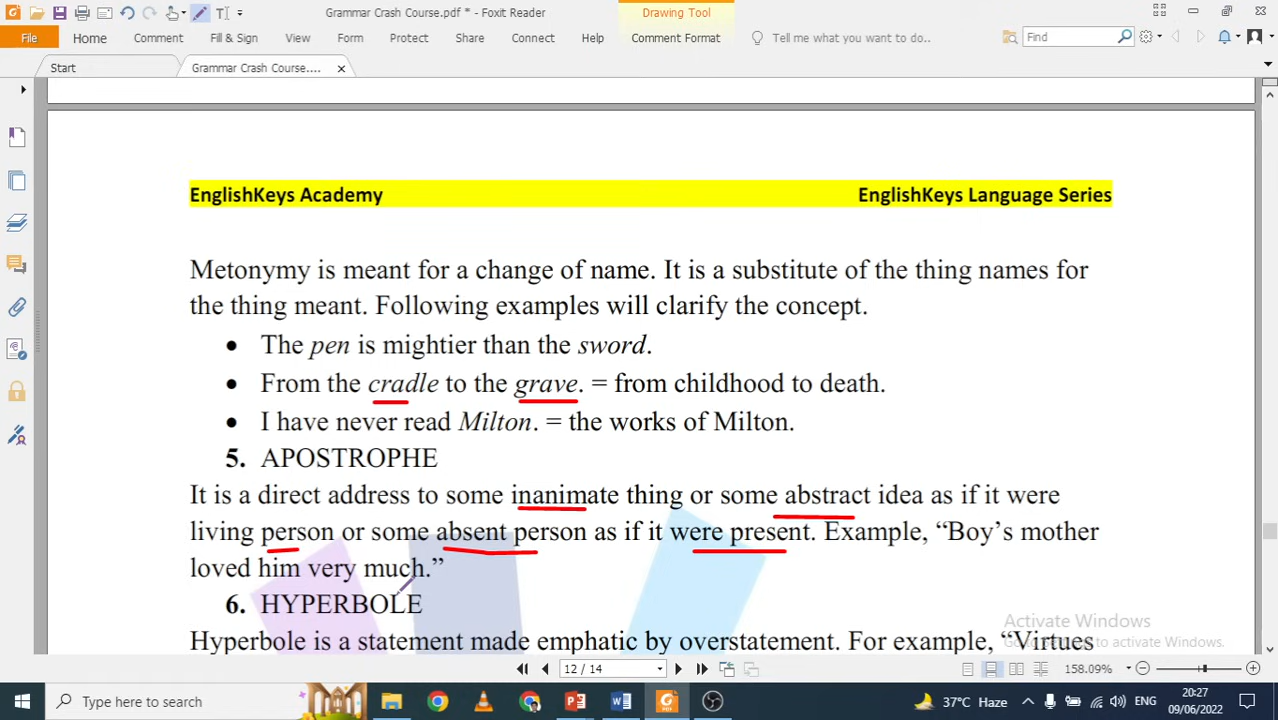 Grammar Crash Course.pdf * - Foxit Reader
Drawing Tool
File Home Comment Fill & Sign View Form Protect Share Connect Help Comment Format Tell me what you want to do.. Find
Start Grammar Crash Course....
EnglishKeys Academy EnglishKeys Language Series
Metonymy is meant for a change of name. It is a substitute of the thing names for
the thing meant. Following examples will clarify the concept.
• The pen is mightier than the sword.
• From the cradle to the grave. = from childhood to death.
• I have never read Milton. = the works of Milton.
5. APOSTROPHE
It is a direct address to some inanimate thing or some abstract idea as if it were
living person or some absent person as if it were present. Example, “Boy’s mother
loved him very much.”
6. HYPERBOLE
Hyperbole is a statement made emphatic by overstatement. For example, “Virtues
Activate Windows
Go to Settings to activate Windows.
12 / 14 158.09%
Type here to search 37°C Haze ENG 20:27
09/06/2022